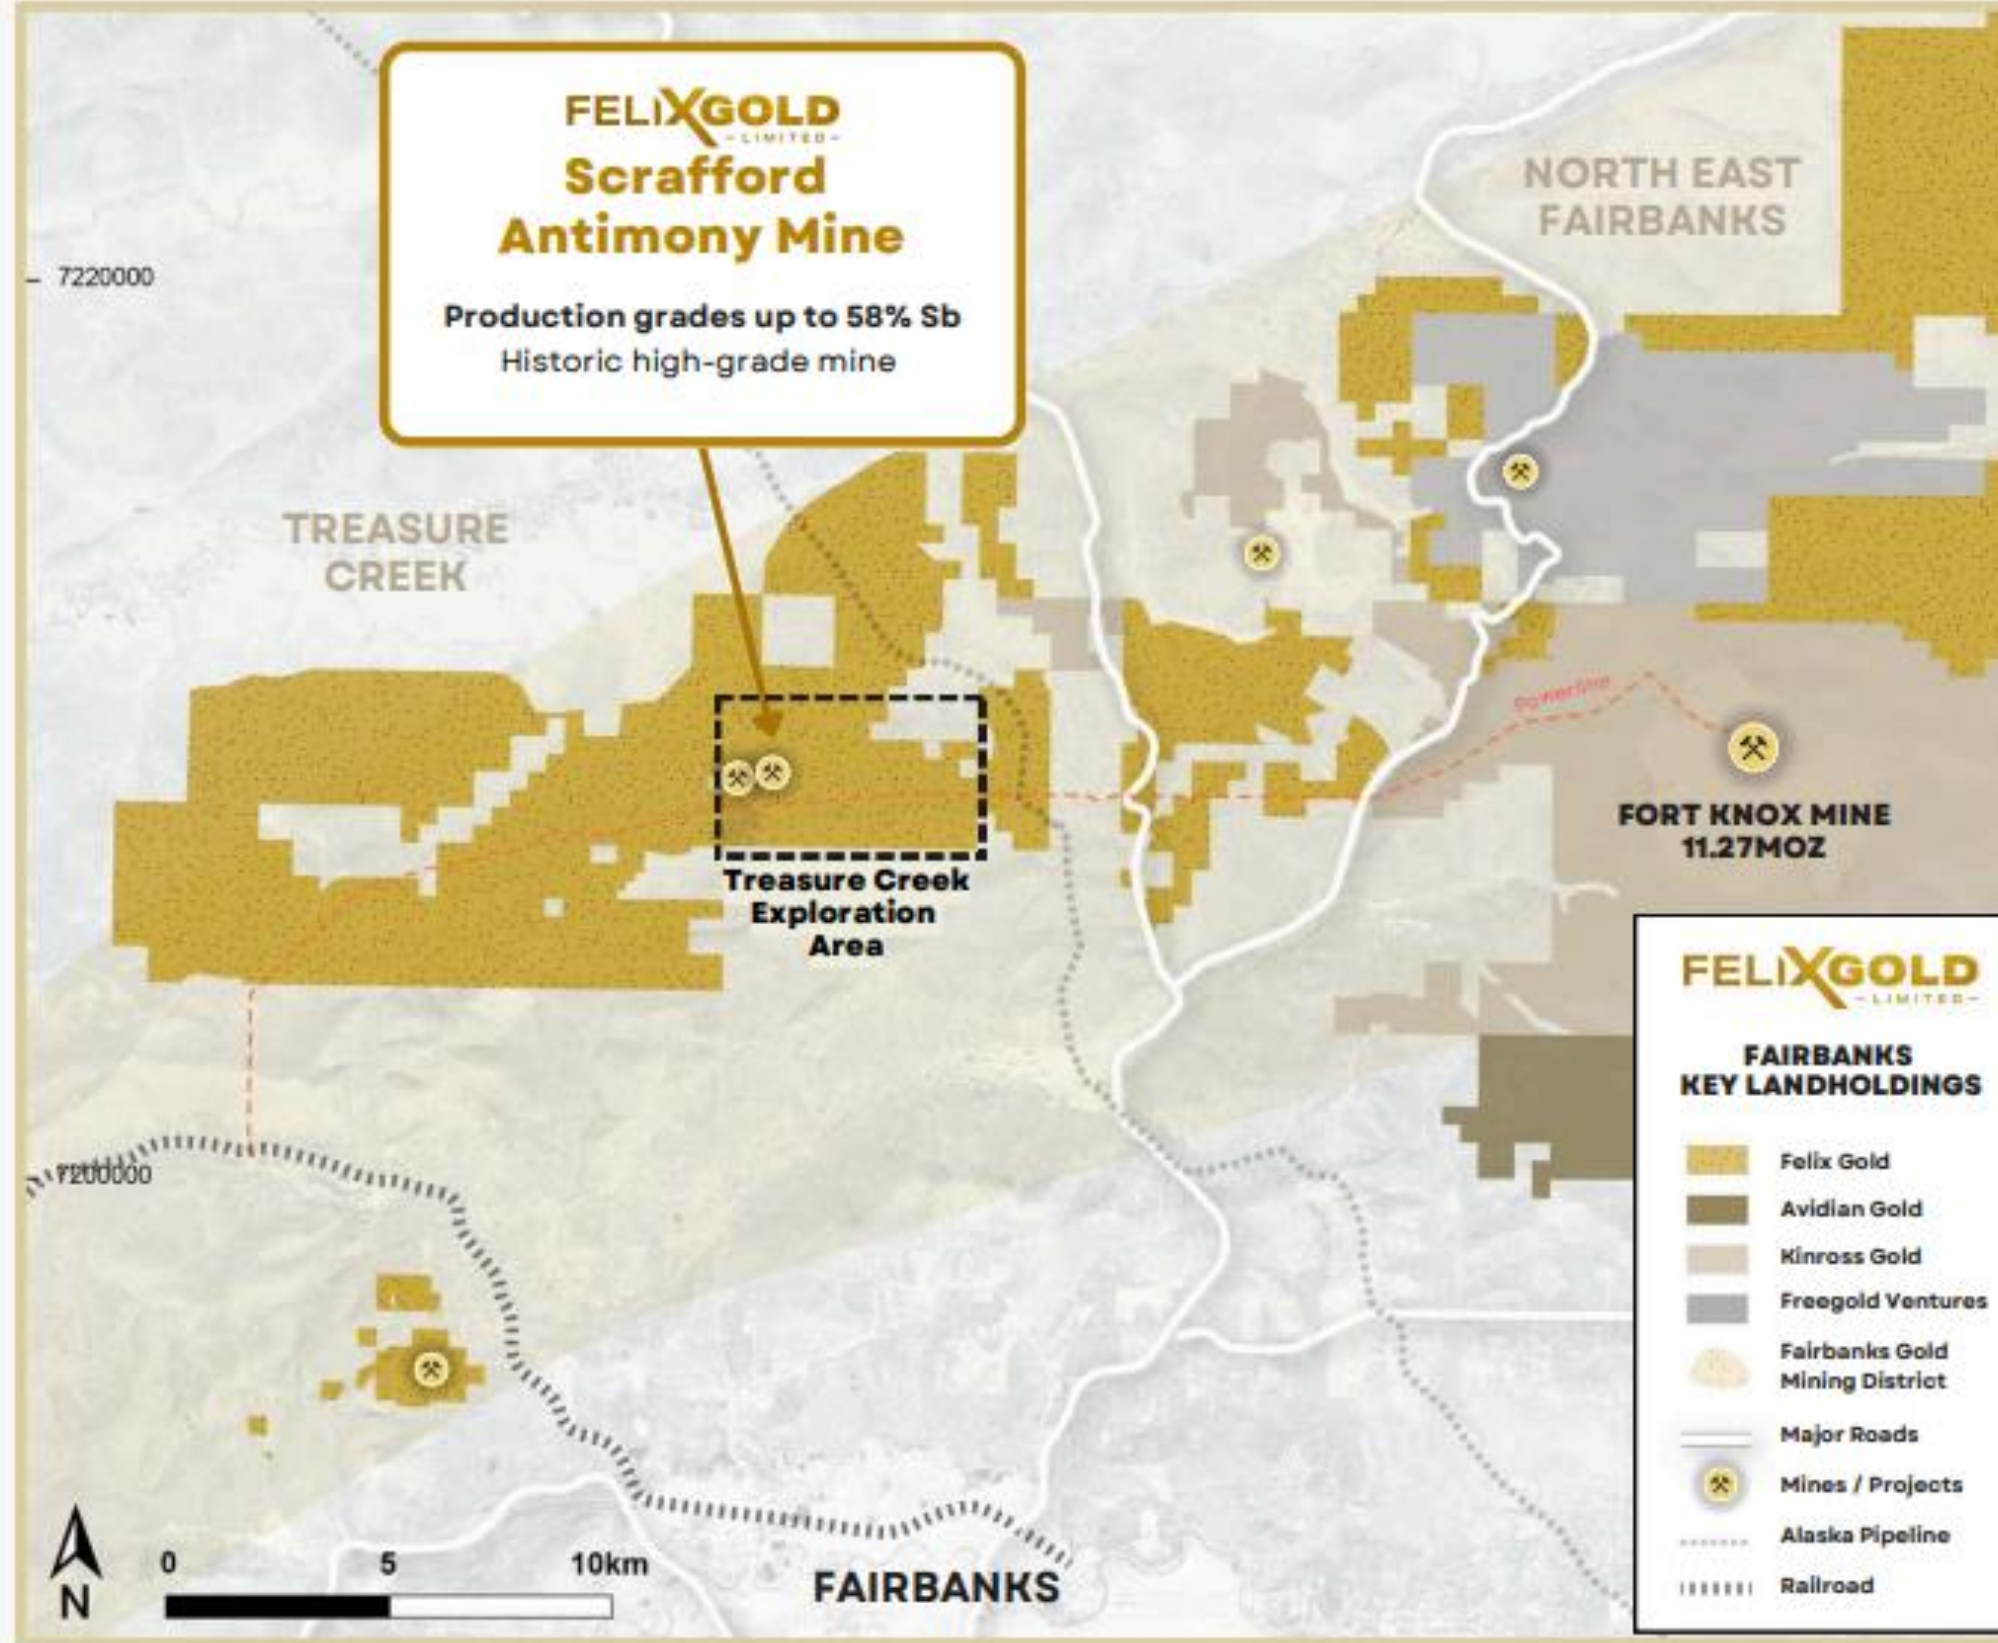 FELIXGOLD
-LIMITED-
Scrafford
Antimony Mine
Production grades up to 58% Sb
Historic high-grade mine
NORTH EAST
FAIRBANKS
7220000
TREASURE
CREEK
Powerline
FORT KNOX MINE
11.27MOZ
Treasure Creek
Exploration
Area
7200000
FELIXGOLD
-LIMITED-
FAIRBANKS
KEY LANDHOLDINGS
Felix Gold
Avidian Gold
Kinross Gold
Freegold Ventures
Fairbanks Gold
Mining District
Major Roads
Mines / Projects
Alaska Pipeline
Railroad
0 5 10km
N
FAIRBANKS